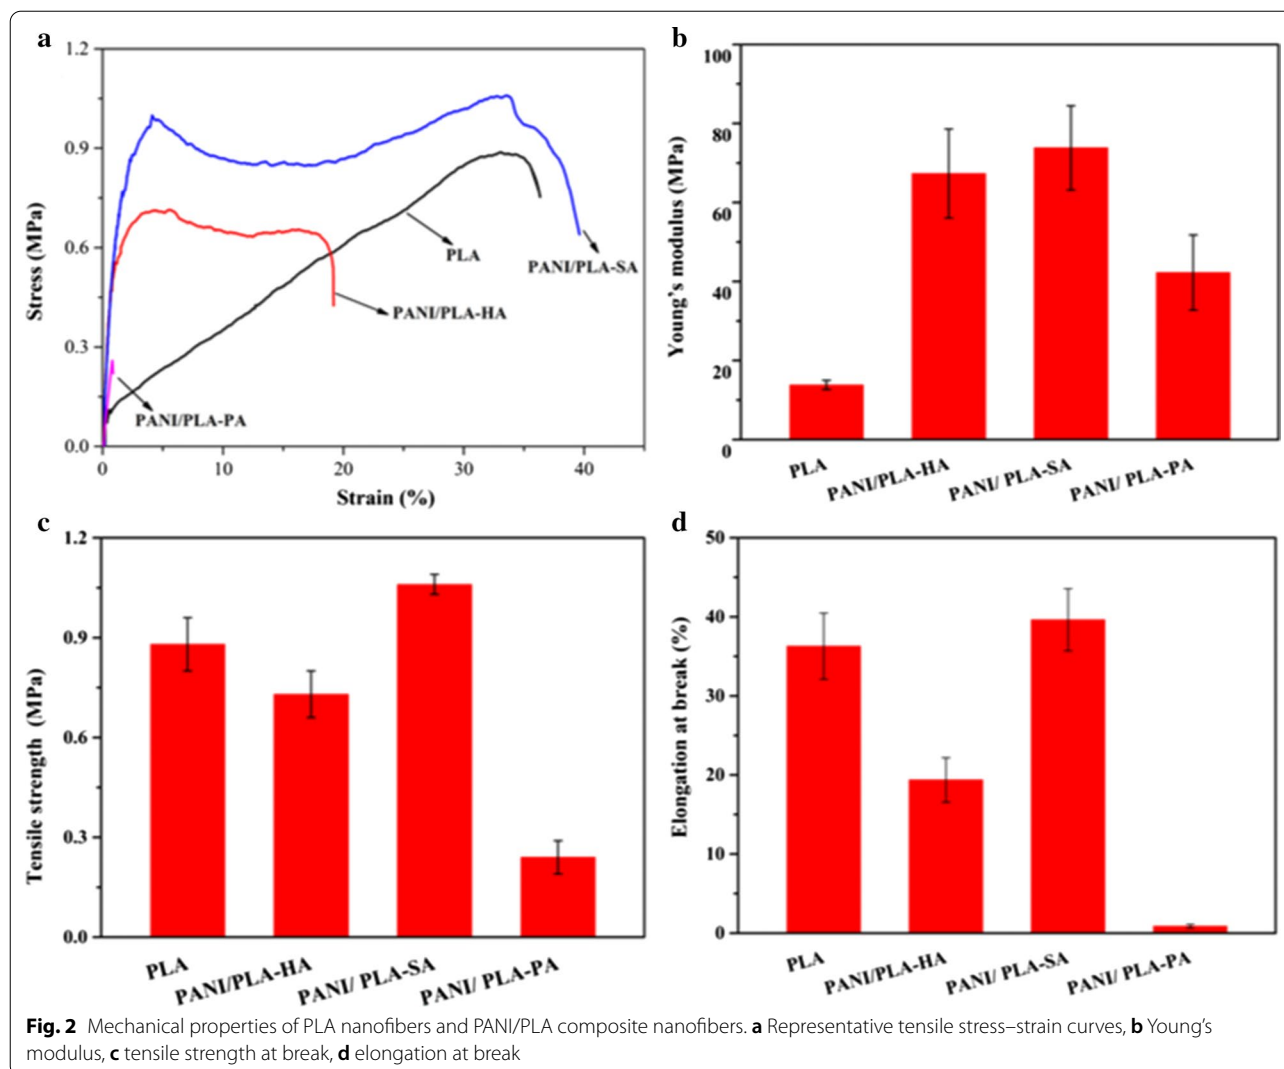 a
1.2
0.9
0.6
0.3
0.0
Stress (MPa)
0 10 20 30 40
Strain (%)
PLA
PANI/PLA-SA
PANI/PLA-HA
PANI/PLA-PA
b
100
80
60
40
20
0
Young's modulus (MPa)
PLA
PANI/PLA-HA
PANI/ PLA-SA
PANI/ PLA-PA
c
1.2
0.9
0.6
0.3
0.0
Tensile strength (MPa)
PLA
PANI/PLA-HA
PANI/ PLA-SA
PANI/ PLA-PA
d
50
40
30
20
10
0
Elongation at break (%)
PLA
PANI/PLA-HA
PANI/ PLA-SA
PANI/ PLA-PA
Fig. 2 Mechanical properties of PLA nanofibers and PANI/PLA composite nanofibers. a Representative tensile stress–strain curves, b Young's
modulus, c tensile strength at break, d elongation at break